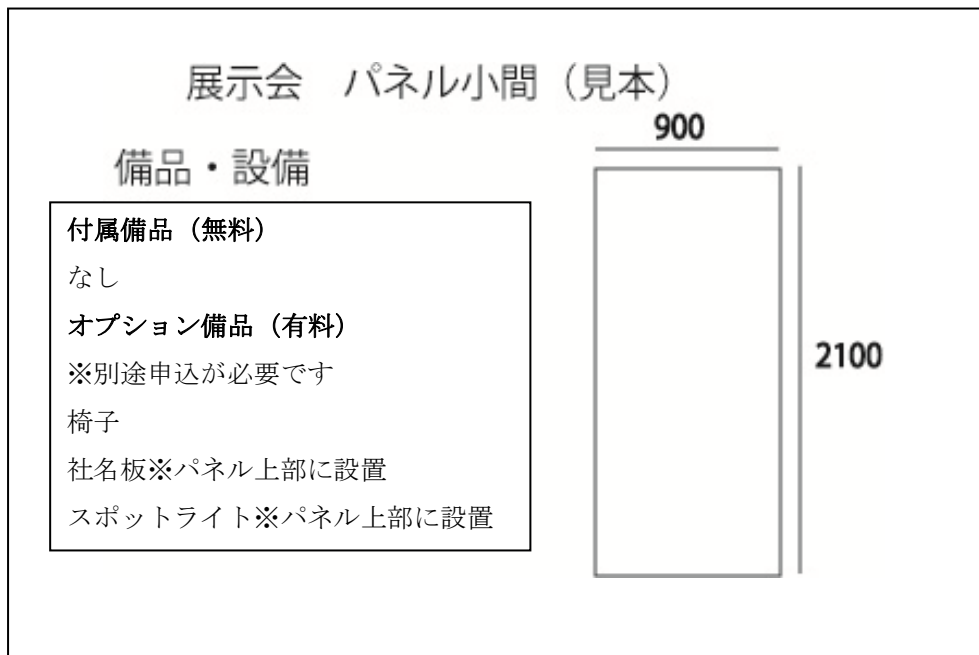 展示会　パネル小間（見本）
900
備品・設備
付属備品（無料）
なし
オプション備品（有料）
※別途申込が必要です
椅子
社名板※パネル上部に設置
スポットライト※パネル上部に設置
2100